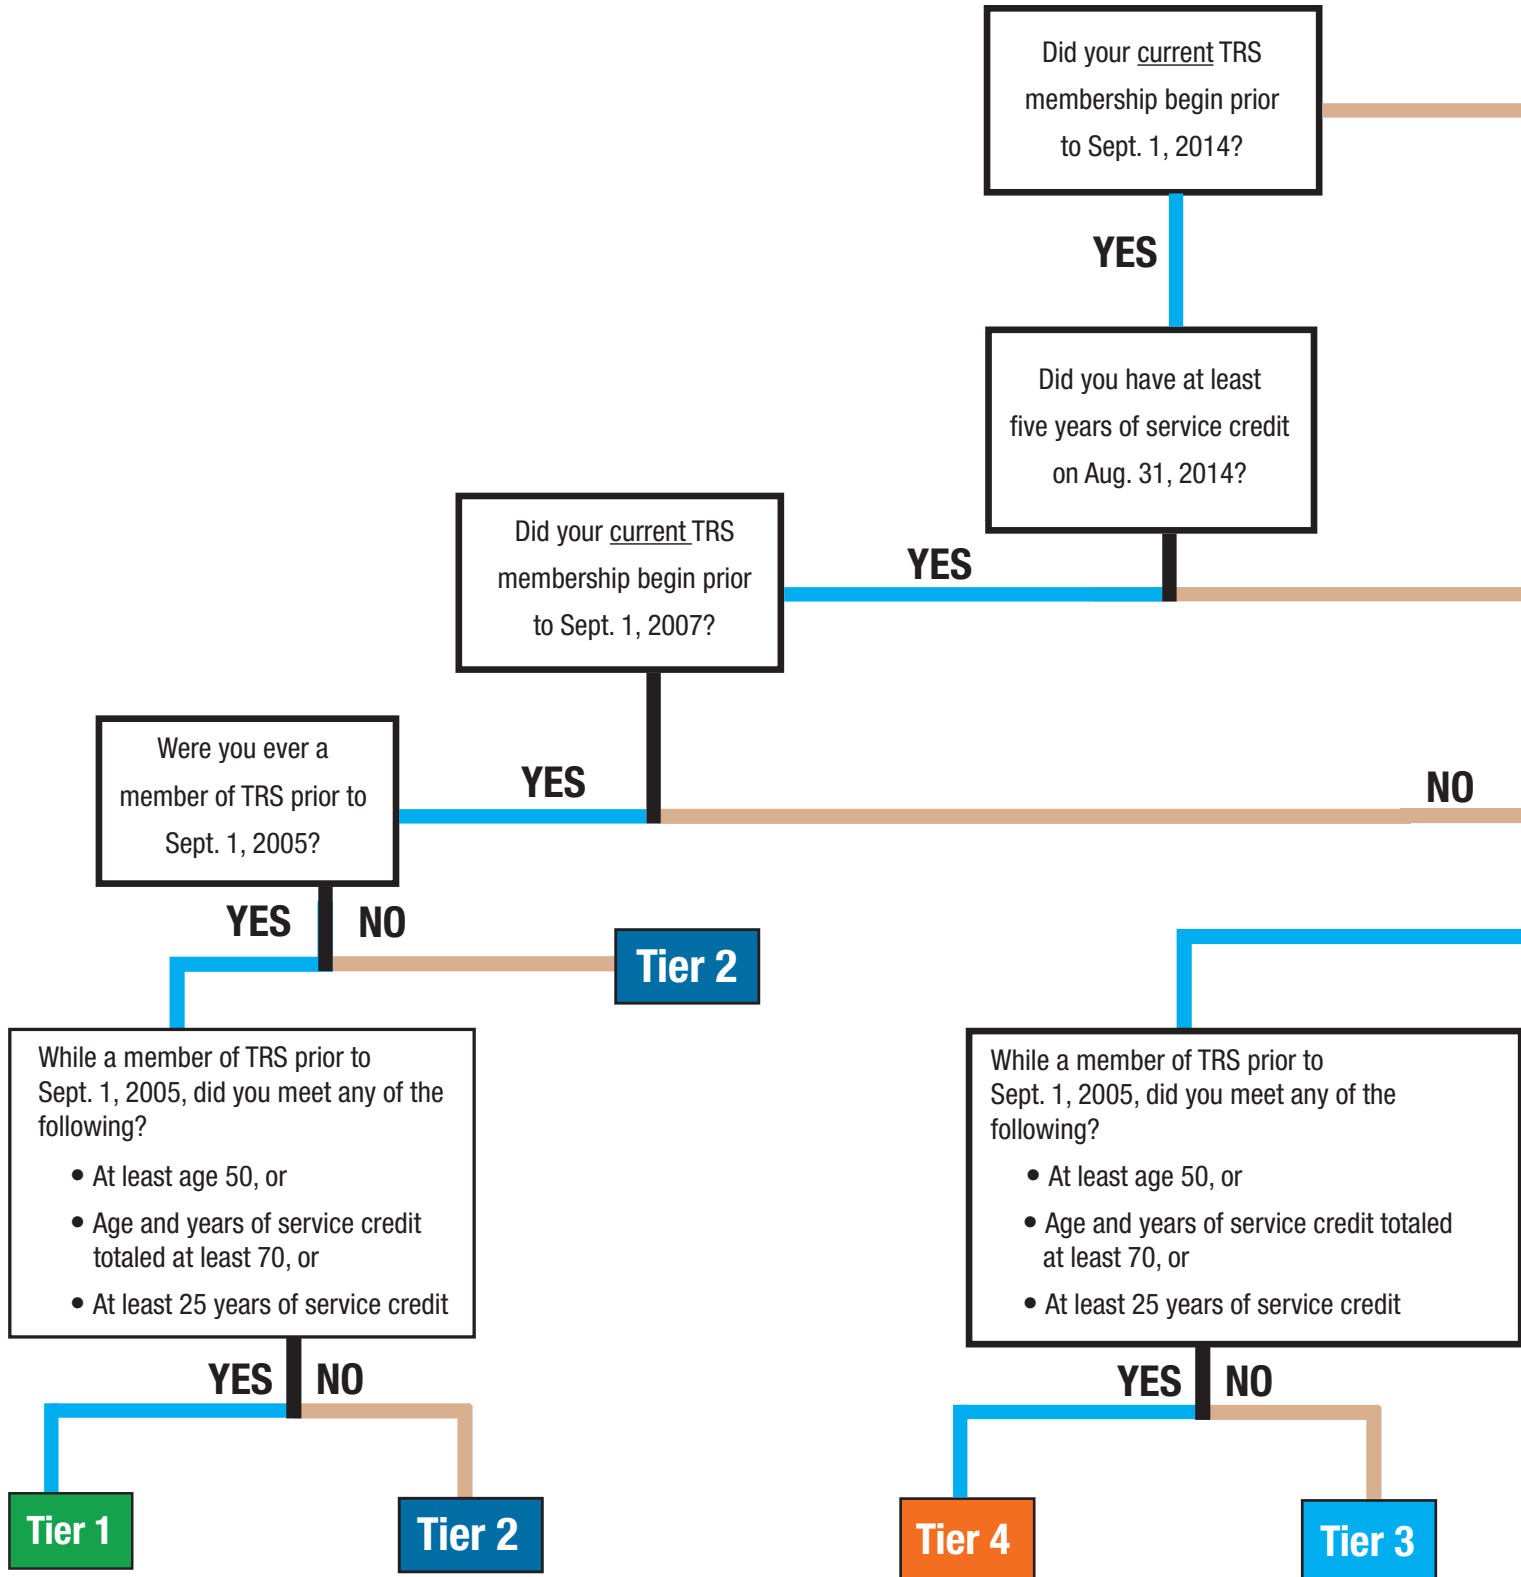 Did your current TRS
membership begin prior
to Sept. 1, 2014?
YES
Did you have at least
five years of service credit
on Aug. 31, 2014?
YES
Did your current TRS
membership begin prior
to Sept. 1, 2007?
YES
NO
Were you ever a
member of TRS prior to
Sept. 1, 2005?
YES
NO
Tier 2
While a member of TRS prior to
Sept. 1, 2005, did you meet any of the
following?
• At least age 50, or
• Age and years of service credit
totaled at least 70, or
• At least 25 years of service credit
YES
NO
Tier 1
Tier 2
While a member of TRS prior to
Sept. 1, 2005, did you meet any of the
following?
• At least age 50, or
• Age and years of service credit totaled
at least 70, or
• At least 25 years of service credit
YES
NO
Tier 4
Tier 3